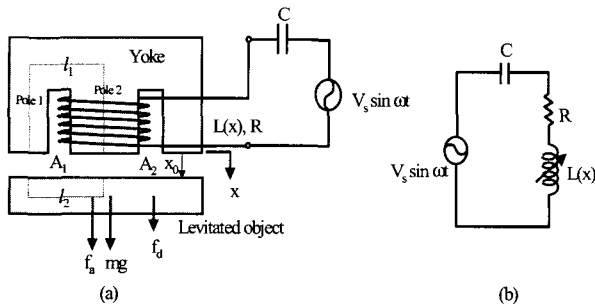 Yoke
C
l₁
Pole 1
Pole 2
Vₛ sin ωt
L(x), R
A₁
A₂
x₀
x
l₂
Levitated object
fₐ
mg
f_d
(a)
C
R
Vₛ sin ωt
L(x)
(b)